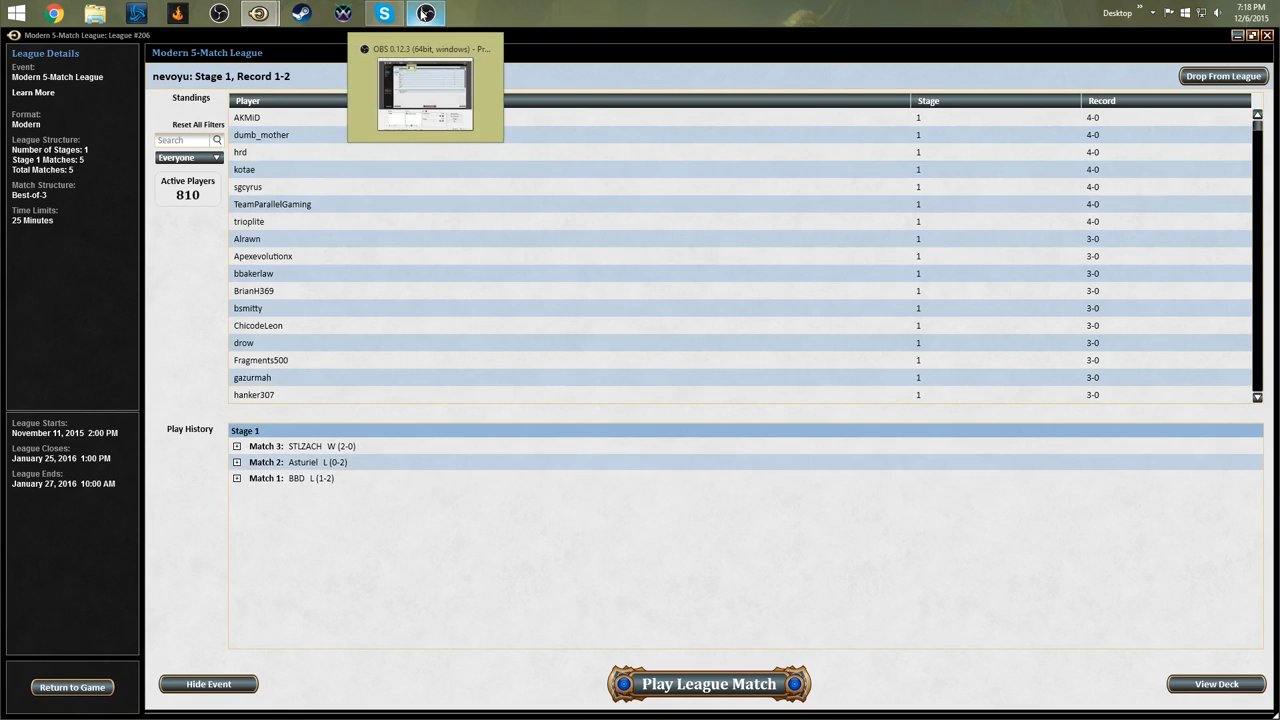 Desktop
7:18 PM
12/6/2015
Modern 5-Match League: League #206
OBS 0.12.3 (64bit, windows) - Pr...
League Details
Event:
Modern 5-Match League
Learn More
Format:
Modern
League Structure:
Number of Stages: 1
Stage 1 Matches: 5
Total Matches: 5
Match Structure:
Best-of-3
Time Limits:
25 Minutes
League Starts:
November 11, 2015 2:00 PM
League Closes:
January 25, 2016 1:00 PM
League Ends:
January 27, 2016 10:00 AM
Return to Game
Modern 5-Match League
nevoyu: Stage 1, Record 1-2
Drop From League
Standings
Reset All Filters
Search
Everyone
Active Players
810
Player Stage Record
AKMiD 1 4-0
dumb_mother 1 4-0
hrd 1 4-0
kotae 1 4-0
sgcyrus 1 4-0
TeamParallelGaming 1 4-0
trioplite 1 4-0
Alrawn 1 3-0
Apexevolutionx 1 3-0
bbakerlaw 1 3-0
BrianH369 1 3-0
bsmitty 1 3-0
ChicodeLeon 1 3-0
drow 1 3-0
Fragments500 1 3-0
gazurmah 1 3-0
hanker307 1 3-0
Play History
Stage 1
Match 3: STLZACH W (2-0)
Match 2: Asturiel L (0-2)
Match 1: BBD L (1-2)
Hide Event
Play League Match
View Deck